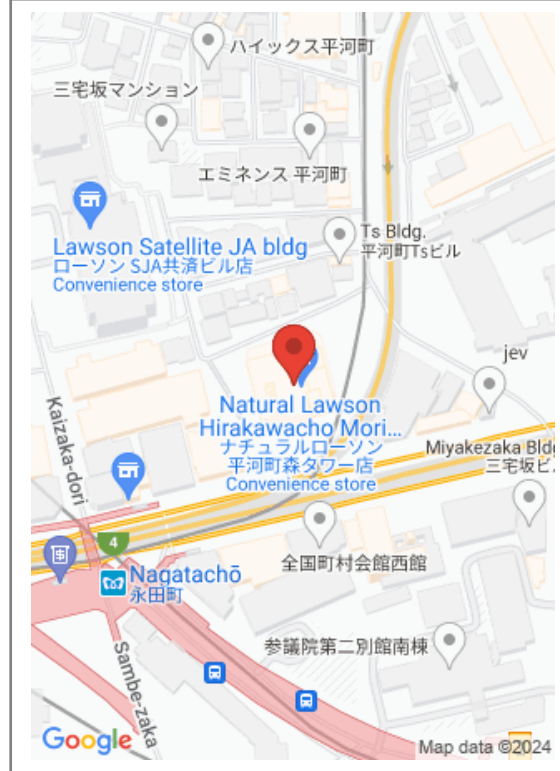 ハイックス平河町
三宅坂マンション
エミネンス 平河町
Ts Bldg.
平河町Tsビル
Lawson Satellite JA bldg
ローソン SJA共済ビル店
Convenience store
jev
Kaizaka-dori
Natural Lawson
Hirakawacho Mori...
ナチュラルローソン
平河町森タワー店
Convenience store
Miyakezaka Bldg
三宅坂ビ
4
全国町村会館西館
Nagatachō
永田町
参議院第二別館南棟
Sambe-zaka
Google
Map data ©2024